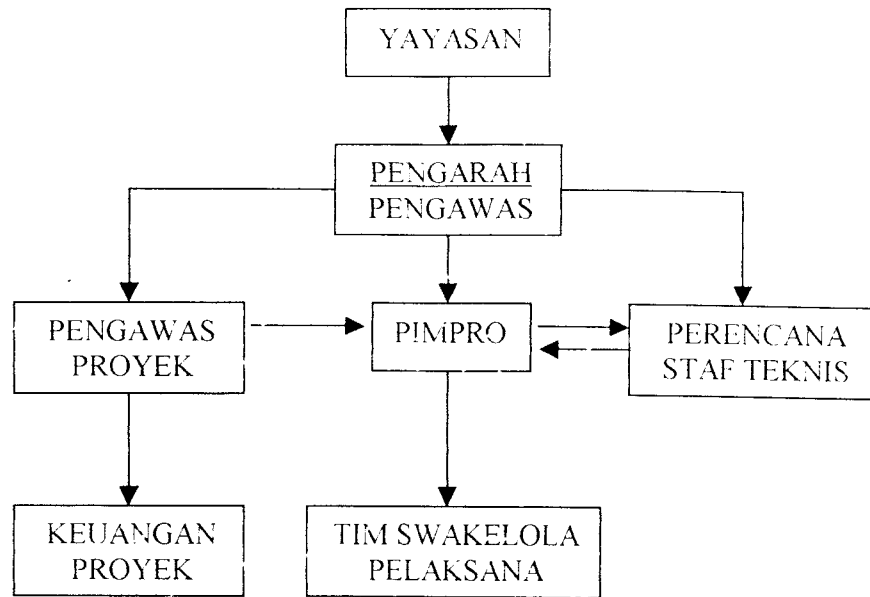 YAYASAN
PENGARAH
PENGAWAS
PENGAWAS
PROYEK
PIMPRO
PERENCANA
STAF TEKNIS
KEUANGAN
PROYEK
TIM SWAKELOLA
PELAKSANA